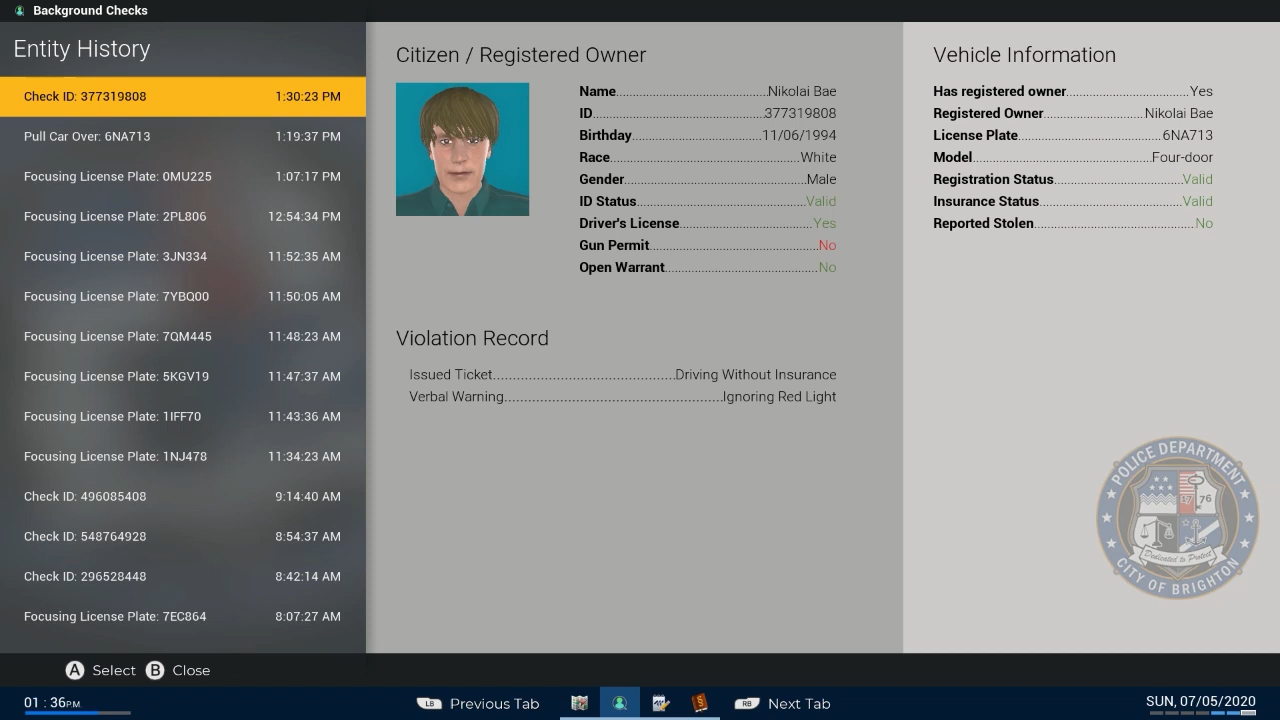 Background Checks
Entity History
Check ID: 377319808 1:30:23 PM
Pull Car Over: 6NA713 1:19:37 PM
Focusing License Plate: 0MU225 1:07:17 PM
Focusing License Plate: 2PL806 12:54:34 PM
Focusing License Plate: 3JN334 11:52:35 AM
Focusing License Plate: 7YBQ00 11:50:05 AM
Focusing License Plate: 7QM445 11:48:23 AM
Focusing License Plate: 5KGV19 11:47:37 AM
Focusing License Plate: 1IFF70 11:43:36 AM
Focusing License Plate: 1NJ478 11:34:23 AM
Check ID: 496085408 9:14:40 AM
Check ID: 548764928 8:54:37 AM
Check ID: 296528448 8:42:14 AM
Focusing License Plate: 7EC864 8:07:27 AM
Citizen / Registered Owner
Name Nikolai Bae
ID 377319808
Birthday 11/06/1994
Race White
Gender Male
ID Status Valid
Driver's License Yes
Gun Permit No
Open Warrant No
Violation Record
Issued Ticket Driving Without Insurance
Verbal Warning Ignoring Red Light
Vehicle Information
Has registered owner Yes
Registered Owner Nikolai Bae
License Plate 6NA713
Model Four-door
Registration Status Valid
Insurance Status Valid
Reported Stolen No
POLICE DEPARTMENT
17 76
Dedicated to Protect
CITY OF BRIGHTON
A Select B Close
01 : 36PM
LB Previous Tab
RB Next Tab
SUN, 07/05/2020